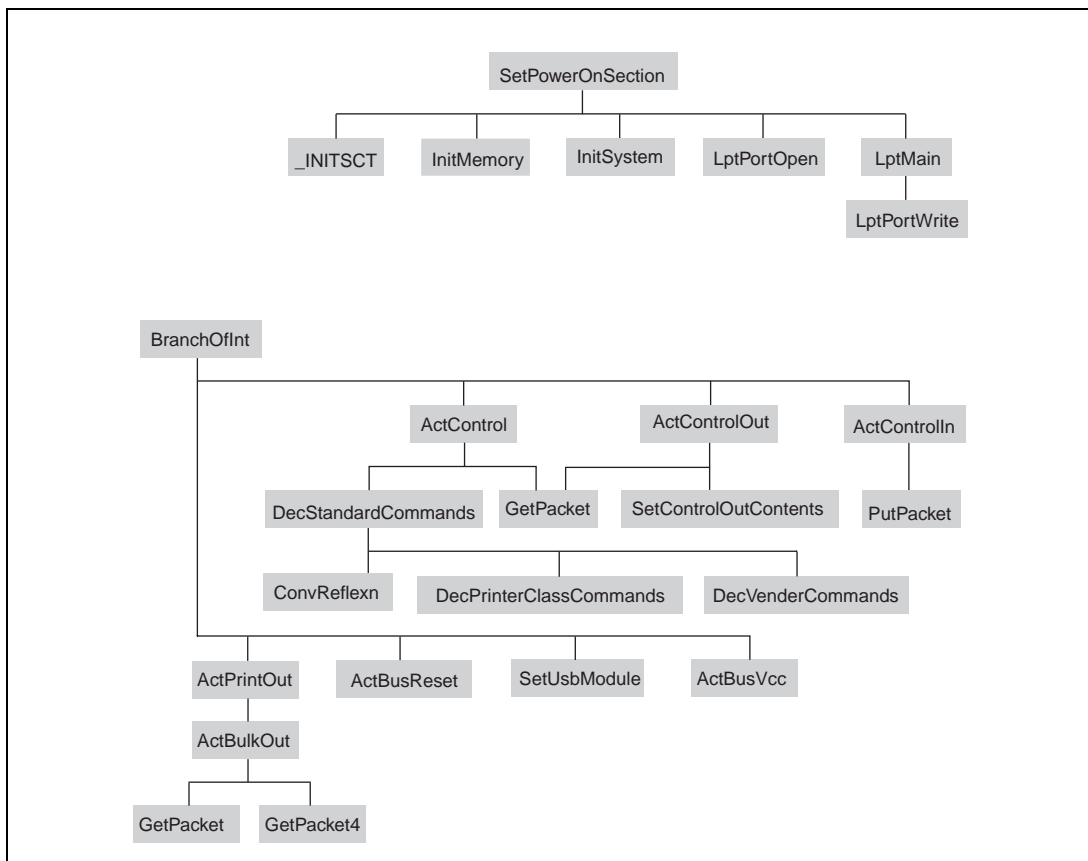 SetPowerOnSection
_INITSCT
InitMemory
InitSystem
LptPortOpen
LptMain
LptPortWrite
BranchOfInt
ActControl
ActControlOut
ActControlIn
DecStandardCommands
GetPacket
SetControlOutContents
PutPacket
ConvReflexn
DecPrinterClassCommands
DecVenderCommands
ActPrintOut
ActBusReset
SetUsbModule
ActBusVcc
ActBulkOut
GetPacket
GetPacket4